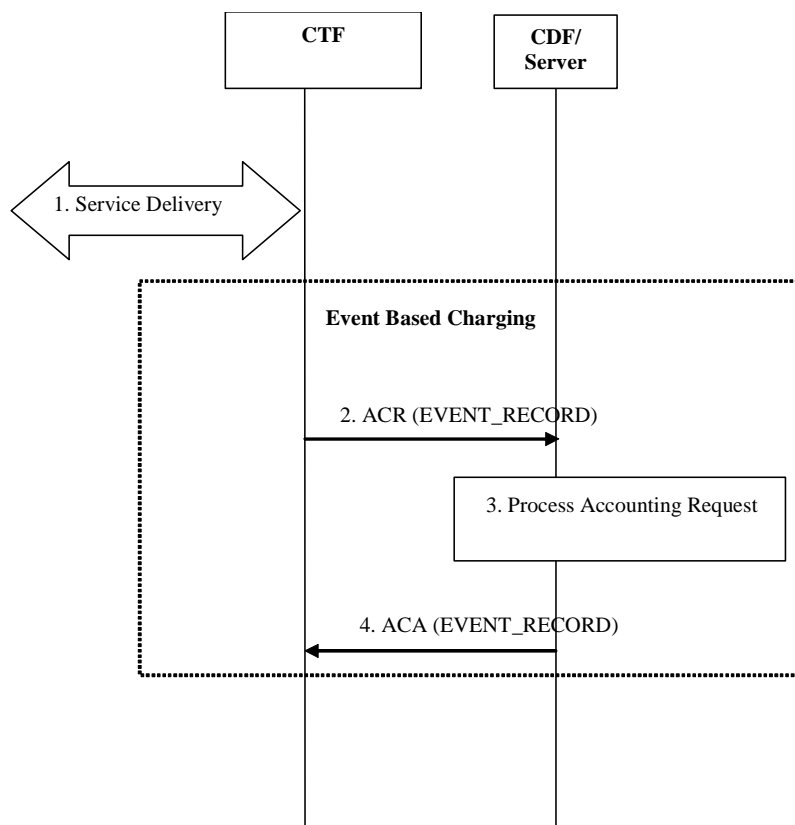 CTF
CDF/
Server
1. Service Delivery
Event Based Charging
2. ACR (EVENT_RECORD)
3. Process Accounting Request
4. ACA (EVENT_RECORD)